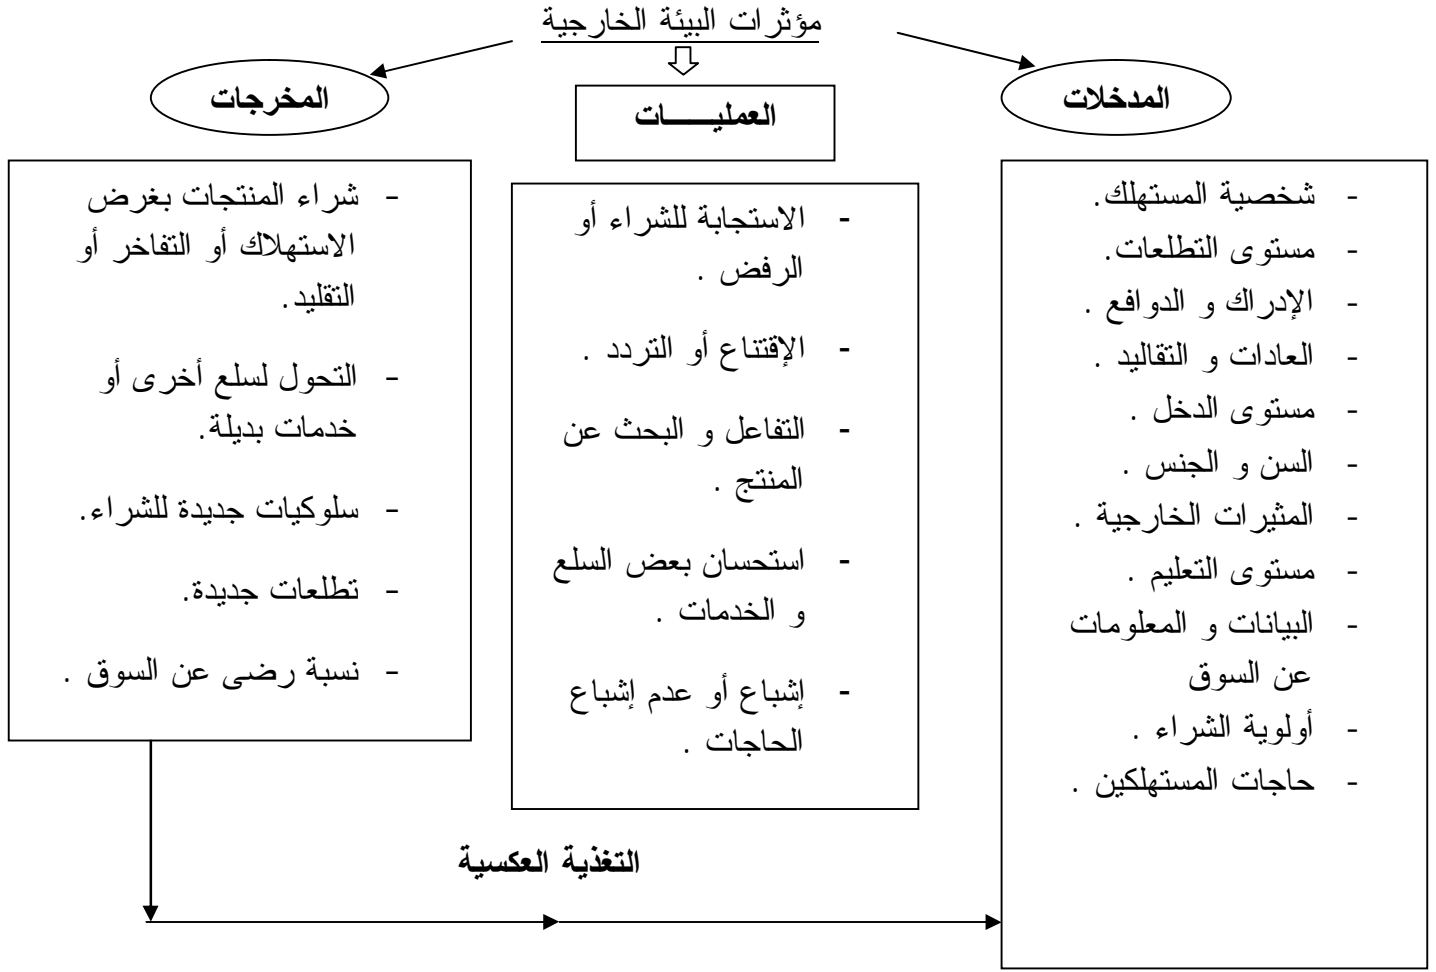 مؤثرات البيئة الخارجية
المدخلات
العمليـــــات
المخرجات
- شخصية المستهلك.
- مستوى التطلعات.
- الإدراك و الدوافع .
- العادات و التقاليد .
- مستوى الدخل .
- السن و الجنس .
- المثيرات الخارجية .
- مستوى التعليم .
- البيانات و المعلومات
عن السوق
- أولوية الشراء .
- حاجات المستهلكين .
- الاستجابة للشراء أو
الرفض .
- الإقتناع أو التردد .
- التفاعل و البحث عن
المنتج .
- استحسان بعض السلع
و الخدمات .
- إشباع أو عدم إشباع
الحاجات .
- شراء المنتجات بغرض
الاستهلاك أو التفاخر أو
التقليد.
- التحول لسلع أخرى أو
خدمات بديلة.
- سلوكيات جديدة للشراء.
- تطلعات جديدة.
- نسبة رضى عن السوق .
التغذية العكسية